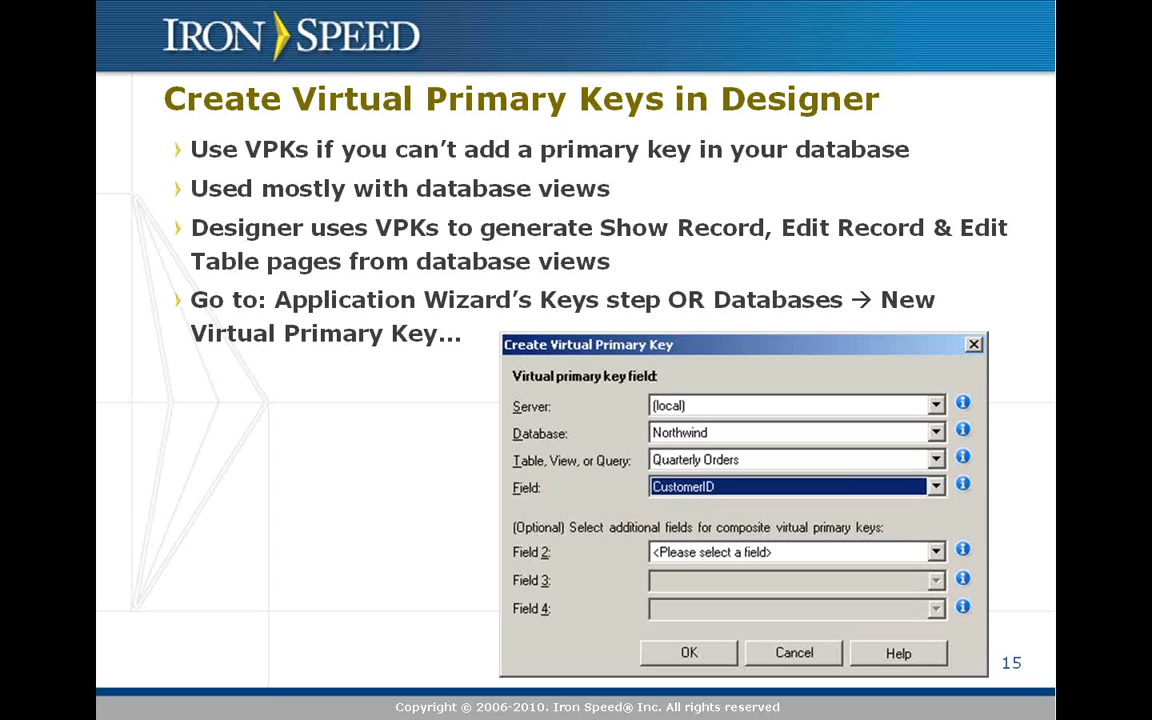 IRON SPEED
Create Virtual Primary Keys in Designer
Use VPKs if you can't add a primary key in your database
Used mostly with database views
Designer uses VPKs to generate Show Record, Edit Record & Edit
Table pages from database views
Go to: Application Wizard's Keys step OR Databases → New
Virtual Primary Key...
Create Virtual Primary Key
Virtual primary key field:
Server: (local)
Database: Northwind
Table, View, or Query: Quarterly Orders
Field: CustomerID
(Optional) Select additional fields for composite virtual primary keys:
Field 2: <Please select a field>
Field 3:
Field 4:
OK Cancel Help
15
Copyright © 2006-2010. Iron Speed® Inc. All rights reserved